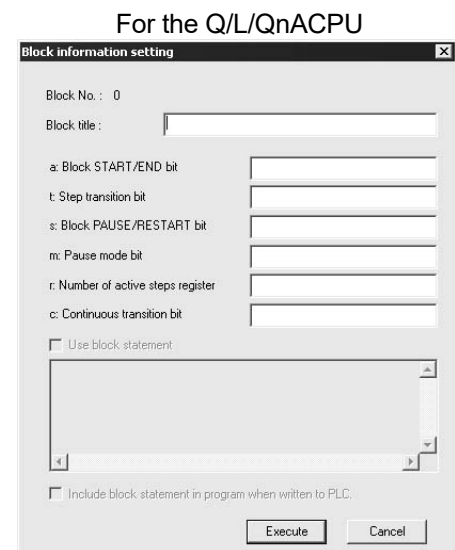 For the Q/L/QnACPU
Block information setting
Block No. : 0
Block title :
a: Block START/END bit
t: Step transition bit
s: Block PAUSE/RESTART bit
m: Pause mode bit
r: Number of active steps register
c: Continuous transition bit
Use block statement
Include block statement in program when written to PLC.
Execute Cancel